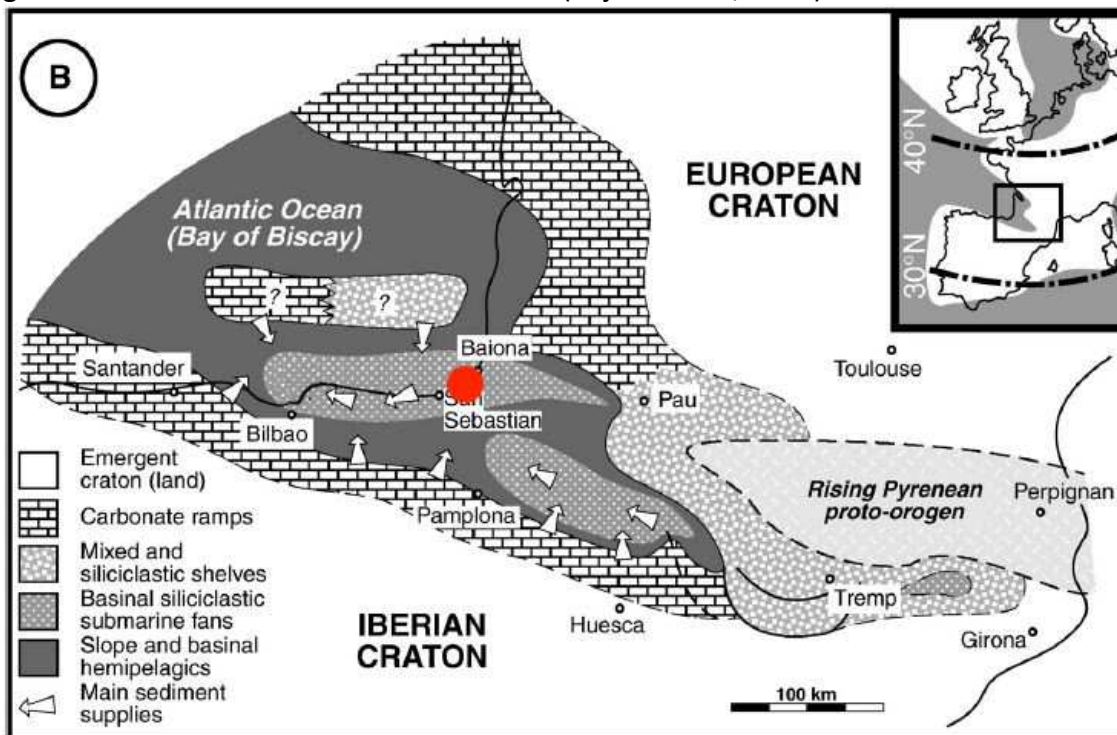 B
EUROPEAN
CRATON
Atlantic Ocean
(Bay of Biscay)
40°N
30°N
?
?
Baiona
Toulouse
Santander
San
Sebastian
Pau
Bilbao
Rising Pyrenean
proto-orogen
Perpignan
Pamplona
Tremp
Huesca
Girona
IBERIAN
CRATON
100 km
Emergent
craton (land)
Carbonate ramps
Mixed and
siliciclastic shelves
Basinal siliciclastic
submarine fans
Slope and basinal
hemipelagics
Main sediment
supplies